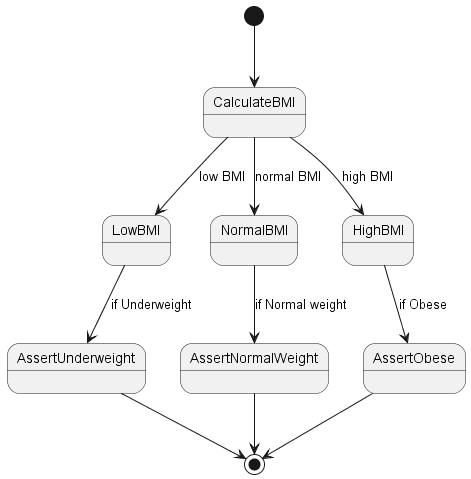 CalculateBMI
low BMI
normal BMI
high BMI
LowBMI
NormalBMI
HighBMI
if Underweight
if Normal weight
if Obese
AssertUnderweight
AssertNormalWeight
AssertObese